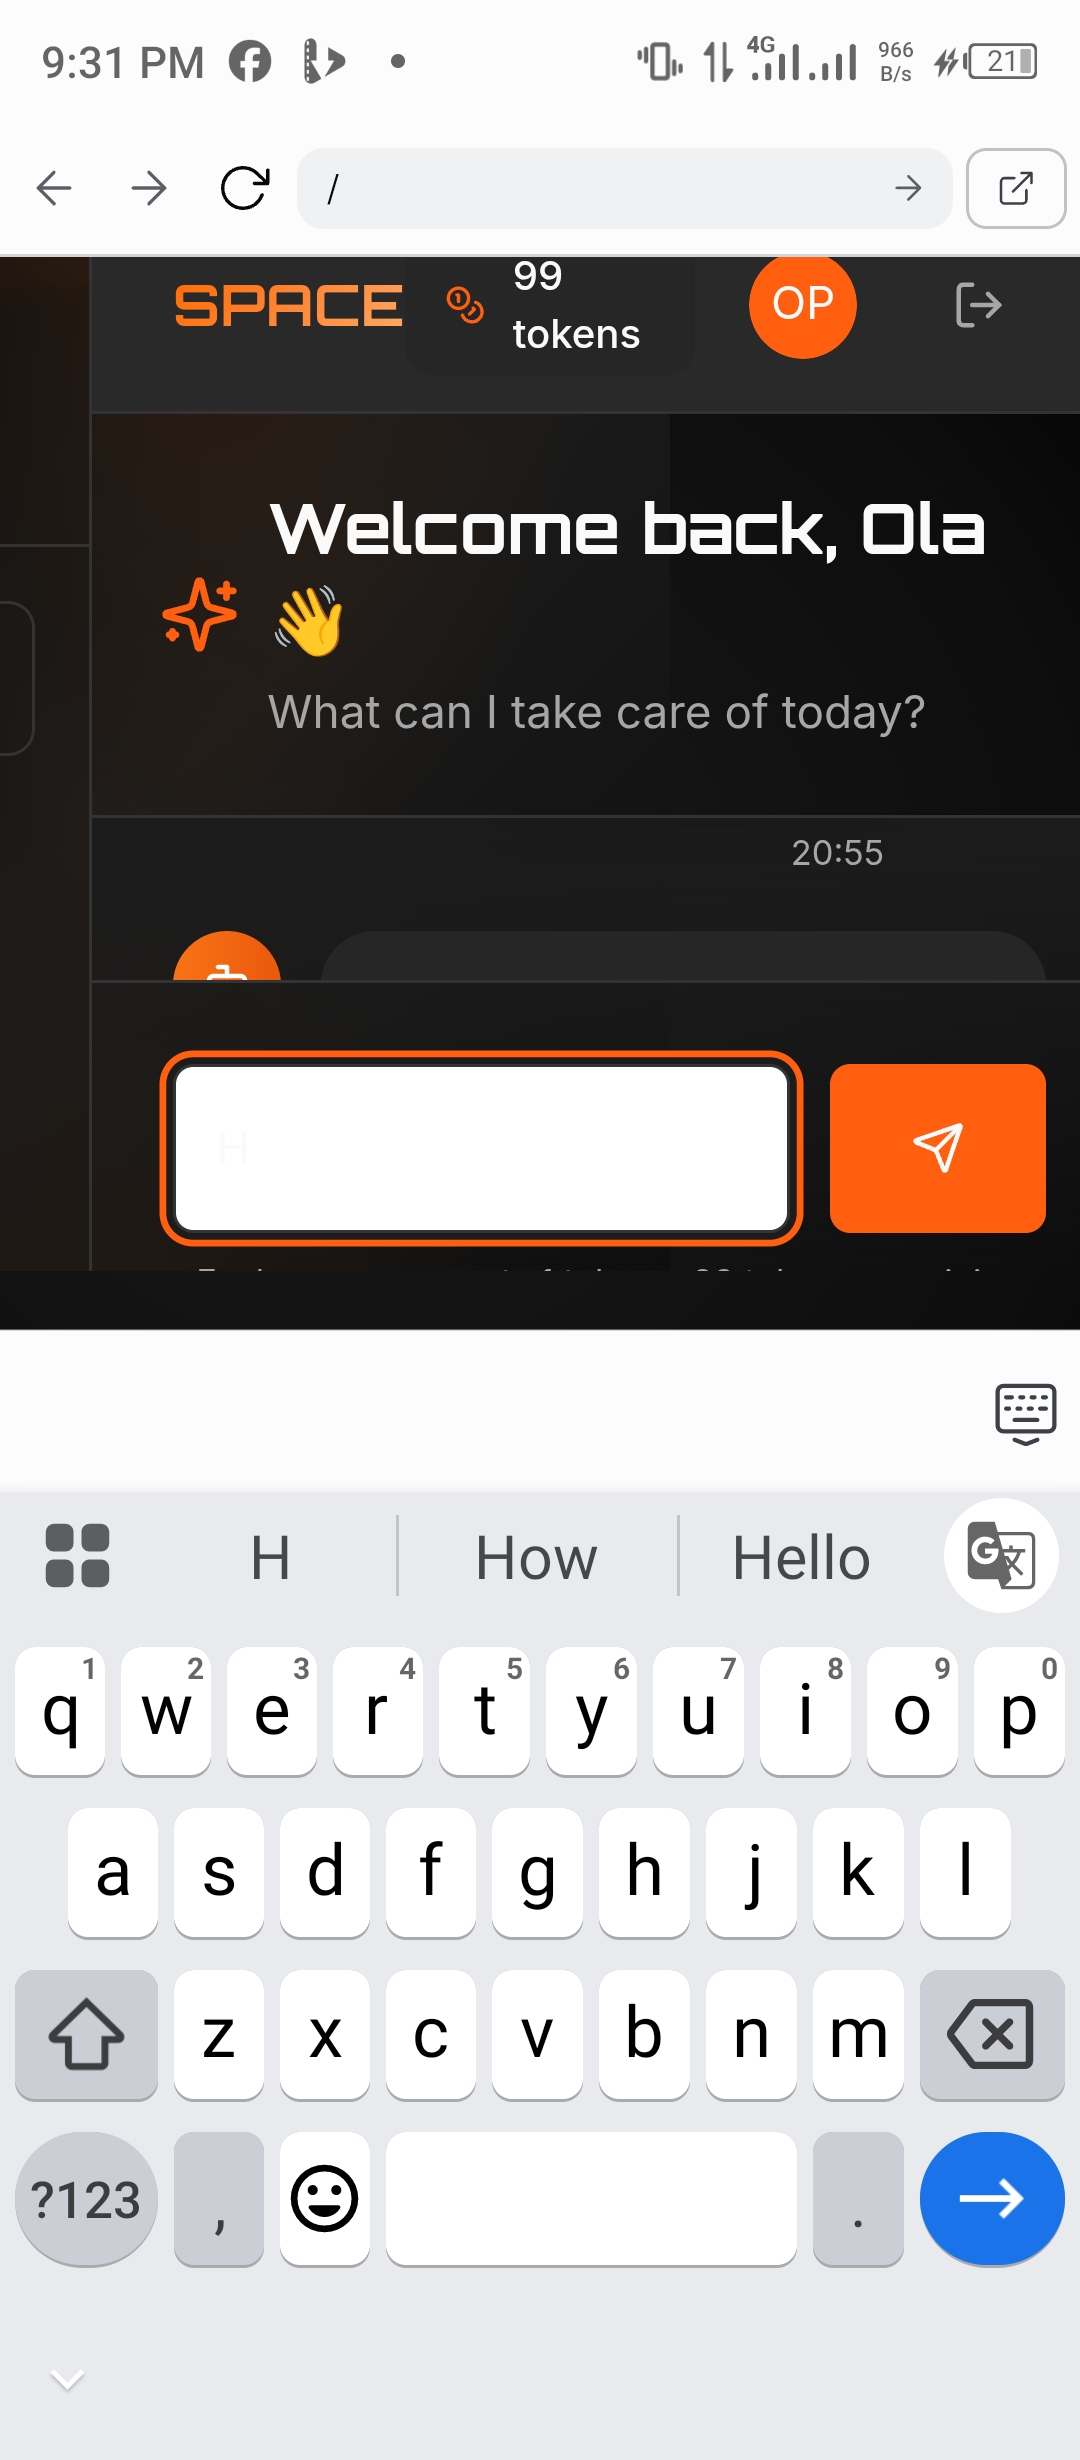 9:31 PM
4G
966
B/s
21
/
SPACE
99
tokens
OP
Welcome back, Ola
👋
What can I take care of today?
20:55
H
H
How
Hello
1 2 3 4 5 6 7 8 9 0
q w e r t y u i o p
a s d f g h j k l
z x c v b n m
?123 , .